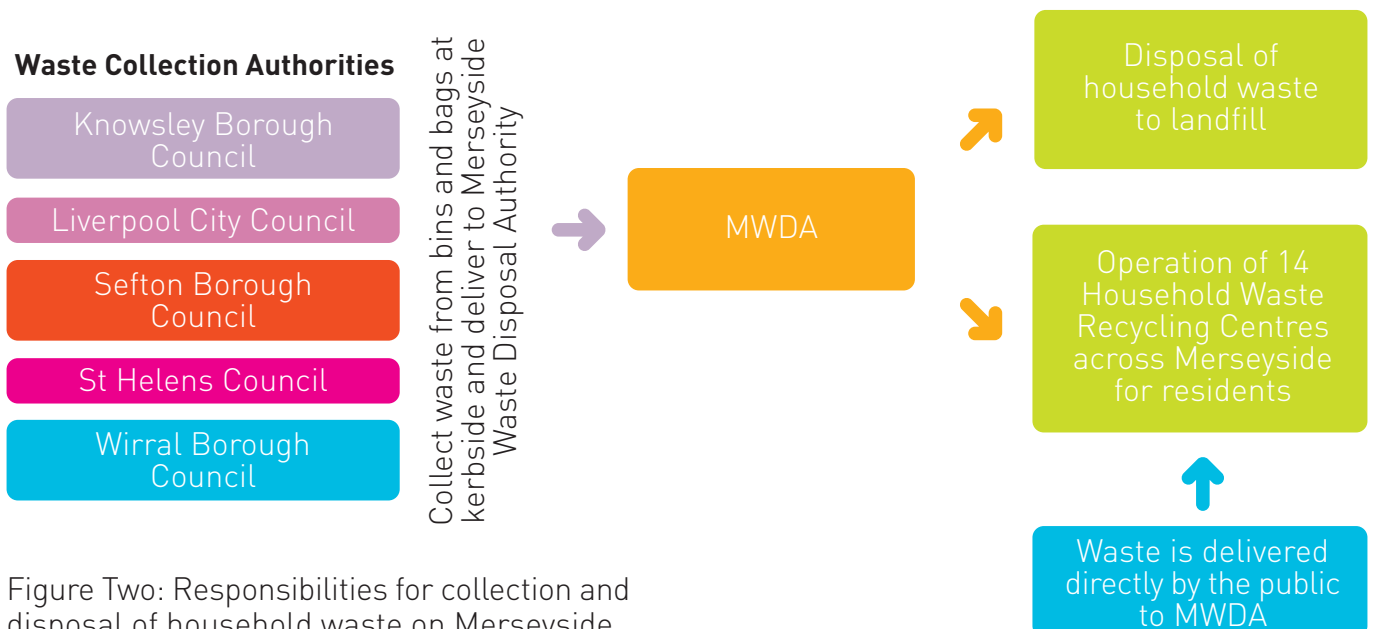 Waste Collection Authorities
Knowsley Borough
Council
Liverpool City Council
Sefton Borough
Council
St Helens Council
Wirral Borough
Council
Collect waste from bins and bags at
kerbside and deliver to Merseyside
Waste Disposal Authority
MWDA
Disposal of
household waste
to landfill
Operation of 14
Household Waste
Recycling Centres
across Merseyside
for residents
Waste is delivered
directly by the public
to MWDA
Figure Two: Responsibilities for collection and
disposal of household waste on Merseyside